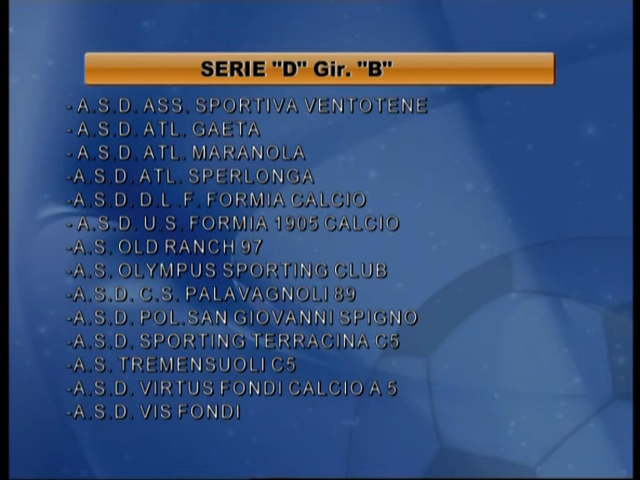 SERIE "D" Gir. "B"
- A.S.D. ASS. SPORTIVA VENTOTENE
- A.S.D. ATL. GAETA
- A.S.D. ATL. MARANOLA
-A.S.D. ATL. SPERLONGA
-A.S.D. D.L .F. FORMIA CALCIO
- A.S.D. U.S. FORMIA 1905 CALCIO
-A.S. OLD RANCH 97
-A.S. OLYMPUS SPORTING CLUB
-A.S.D. C.S. PALAVAGNOLI 89
-A.S.D. POL.SAN GIOVANNI SPIGNO
-A.S.D. SPORTING TERRACINA C5
-A.S. TREMENSUOLI C5
-A.S.D. VIRTUS FONDI CALCIO A 5
-A.S.D. VIS FONDI